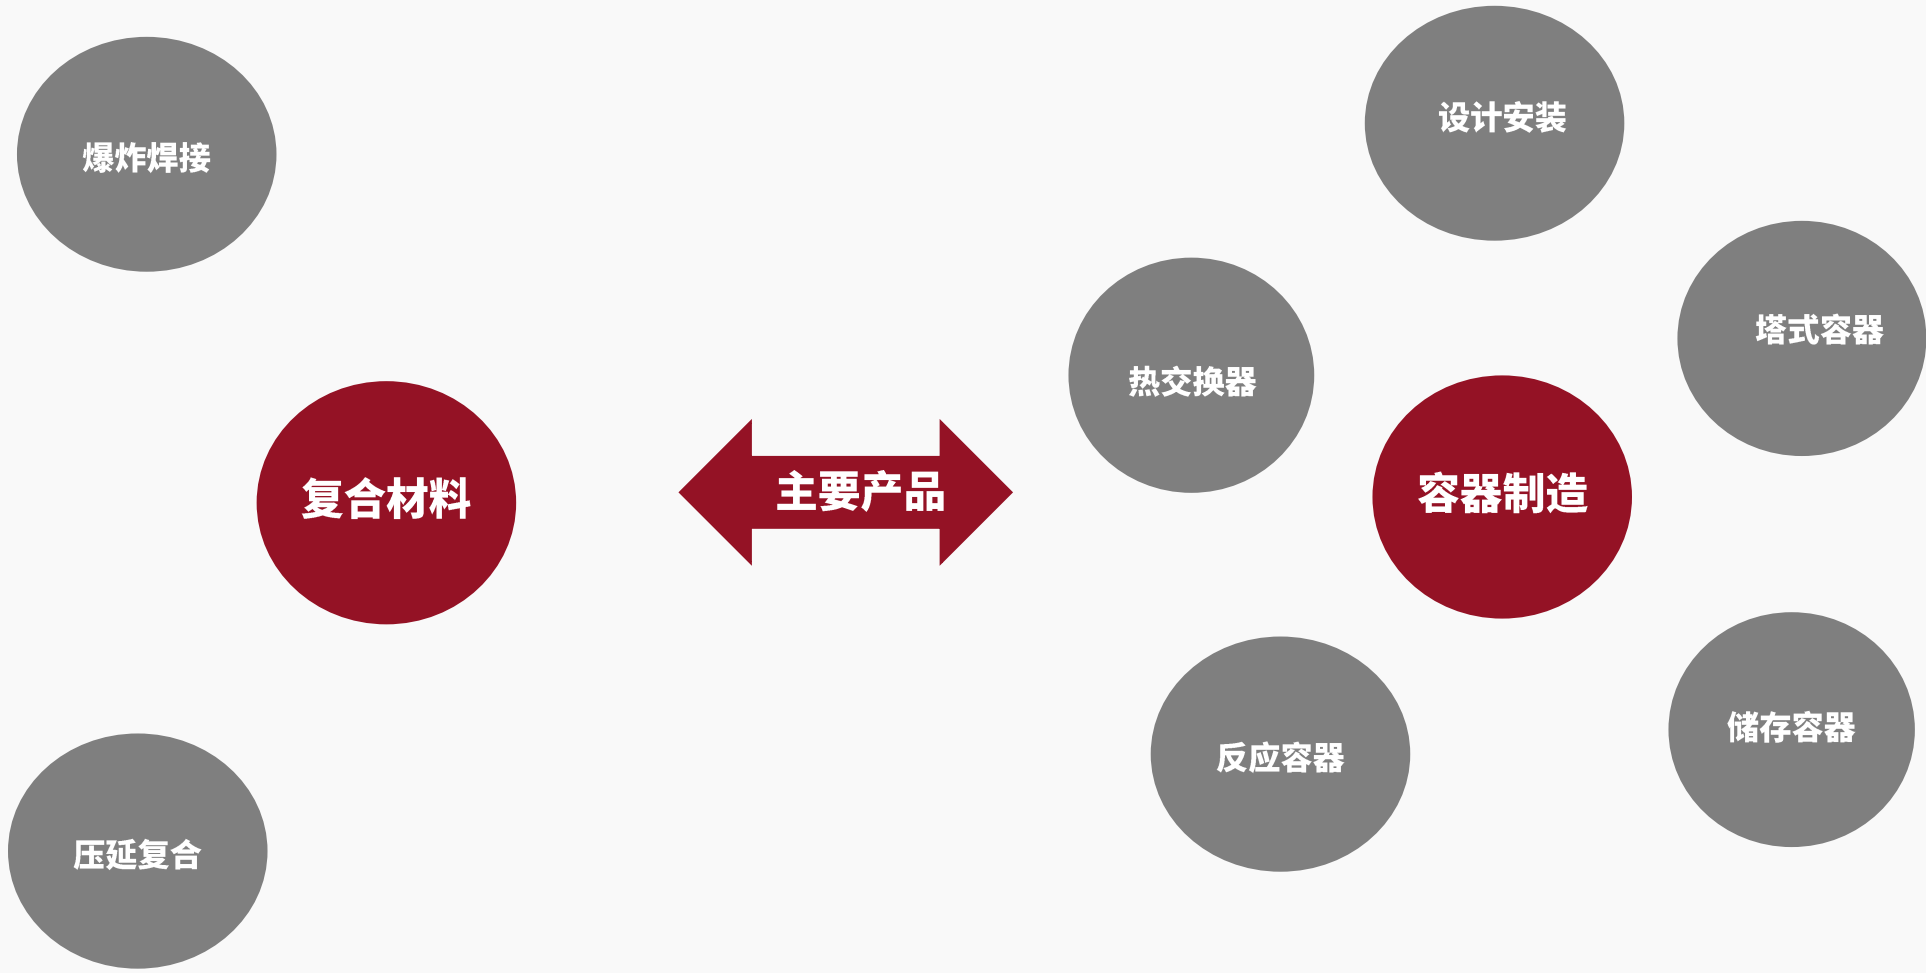 爆炸焊接
复合材料
压延复合
主要产品
设计安装
热交换器
塔式容器
容器制造
反应容器
储存容器